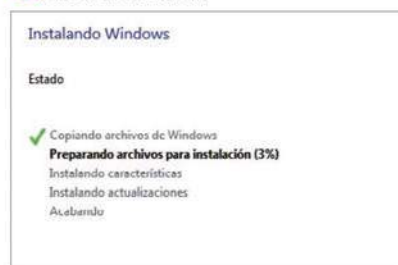 Instalando Windows
Estado
Copiando archivos de Windows
Preparando archivos para instalación (3%)
Instalando características
Instalando actualizaciones
Acabando